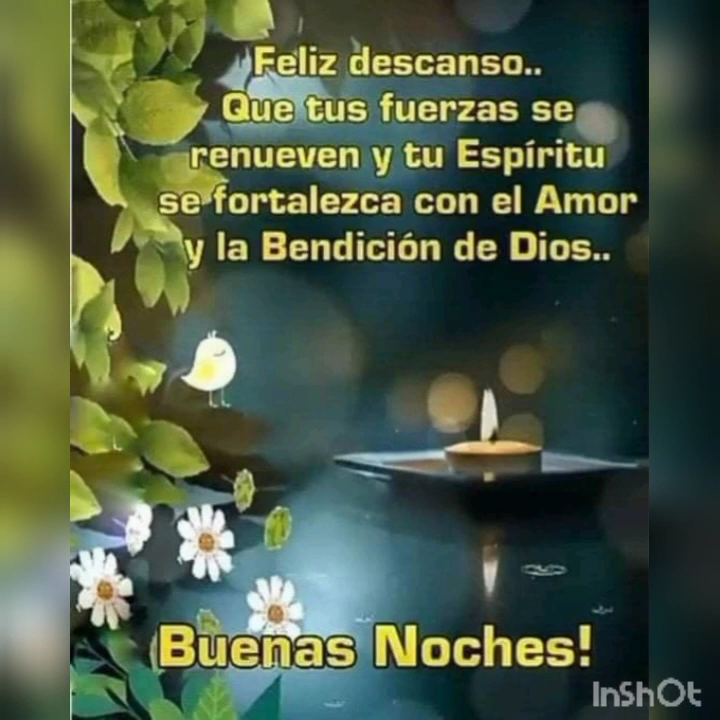 Feliz descanso..
Que tus fuerzas se
renueven y tu Espíritu
se fortalezca con el Amor
y la Bendición de Dios..
Buenas Noches!
InShOt